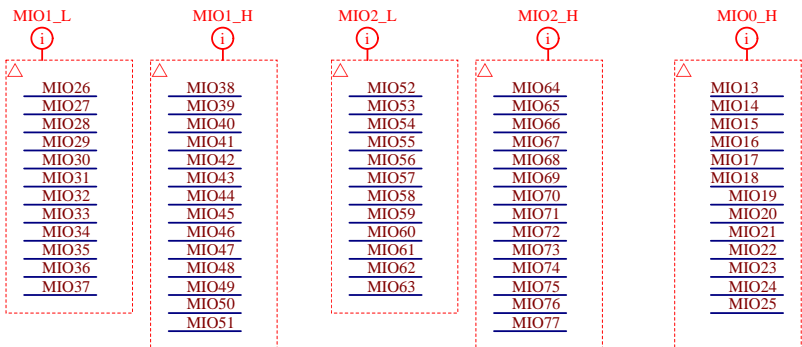 MIO1_L
i
MIO26
MIO27
MIO28
MIO29
MIO30
MIO31
MIO32
MIO33
MIO34
MIO35
MIO36
MIO37
MIO1_H
i
MIO38
MIO39
MIO40
MIO41
MIO42
MIO43
MIO44
MIO45
MIO46
MIO47
MIO48
MIO49
MIO50
MIO51
MIO2_L
i
MIO52
MIO53
MIO54
MIO55
MIO56
MIO57
MIO58
MIO59
MIO60
MIO61
MIO62
MIO63
MIO2_H
i
MIO64
MIO65
MIO66
MIO67
MIO68
MIO69
MIO70
MIO71
MIO72
MIO73
MIO74
MIO75
MIO76
MIO77
MIO0_H
i
MIO13
MIO14
MIO15
MIO16
MIO17
MIO18
MIO19
MIO20
MIO21
MIO22
MIO23
MIO24
MIO25